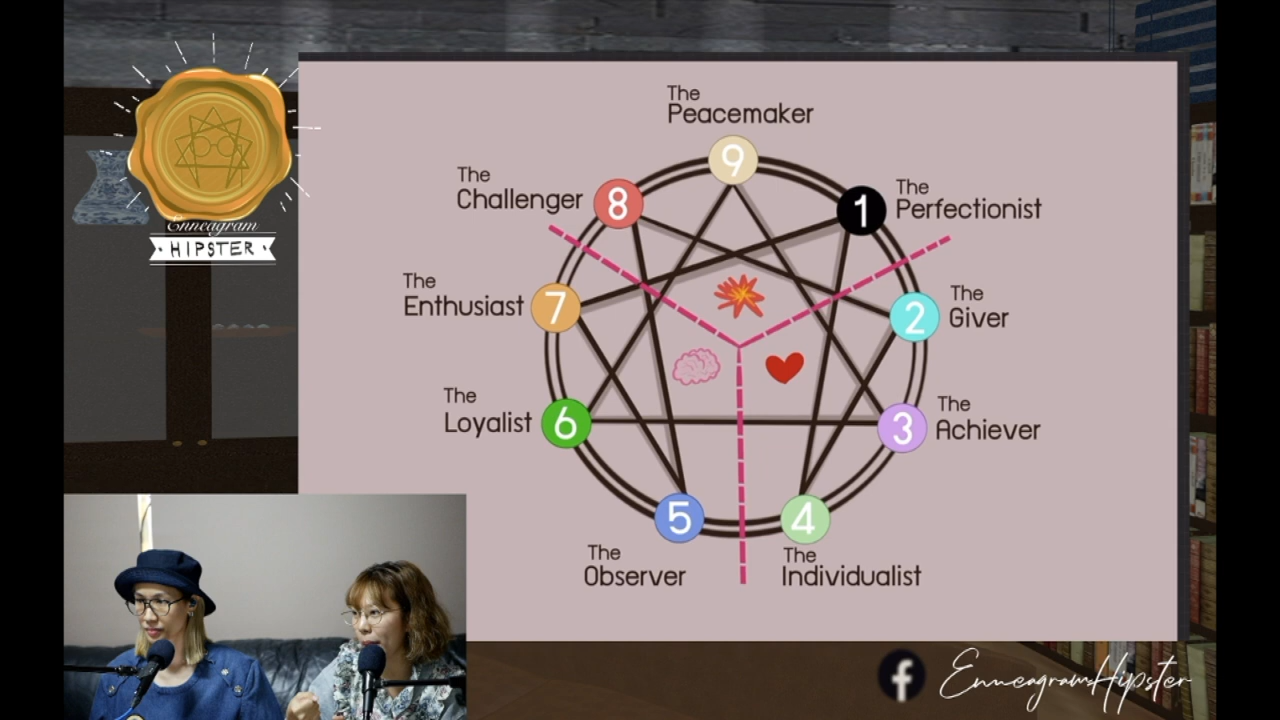 The
Peacemaker
9
The
Challenger
8
1
The
Perfectionist
The
Enthusiast
7
2
The
Giver
The
Loyalist
6
3
The
Achiever
5
4
The
Observer
The
Individualist
Enneagram
HIPSTER
f
EnneagramHipster